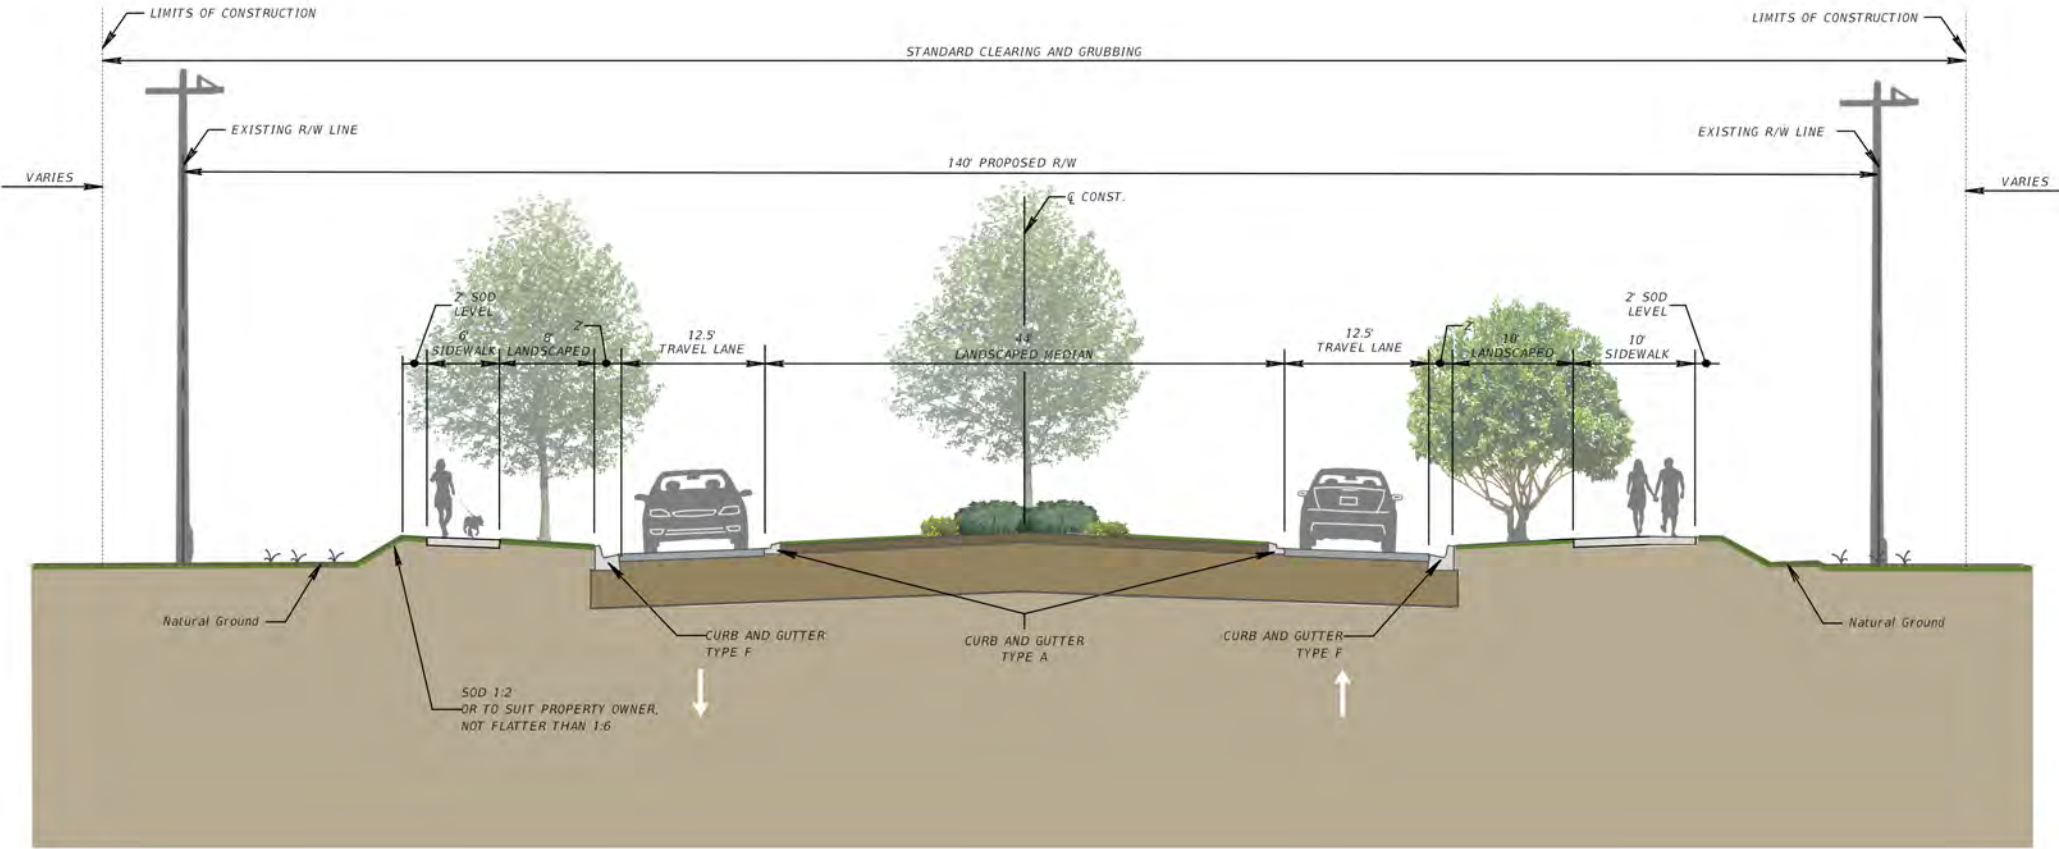 LIMITS OF CONSTRUCTION
LIMITS OF CONSTRUCTION
STANDARD CLEARING AND GRUBBING
EXISTING R/W LINE
EXISTING R/W LINE
140' PROPOSED R/W
VARIES
VARIES
℄ CONST.
2' SOD
LEVEL
6'
SIDEWALK
8'
LANDSCAPED
2'
12.5'
TRAVEL LANE
44'
LANDSCAPED MEDIAN
12.5'
TRAVEL LANE
2'
10'
LANDSCAPED
10'
SIDEWALK
2' SOD
LEVEL
Natural Ground
CURB AND GUTTER
TYPE F
CURB AND GUTTER
TYPE A
CURB AND GUTTER
TYPE F
Natural Ground
SOD 1:2
OR TO SUIT PROPERTY OWNER,
NOT FLATTER THAN 1:6